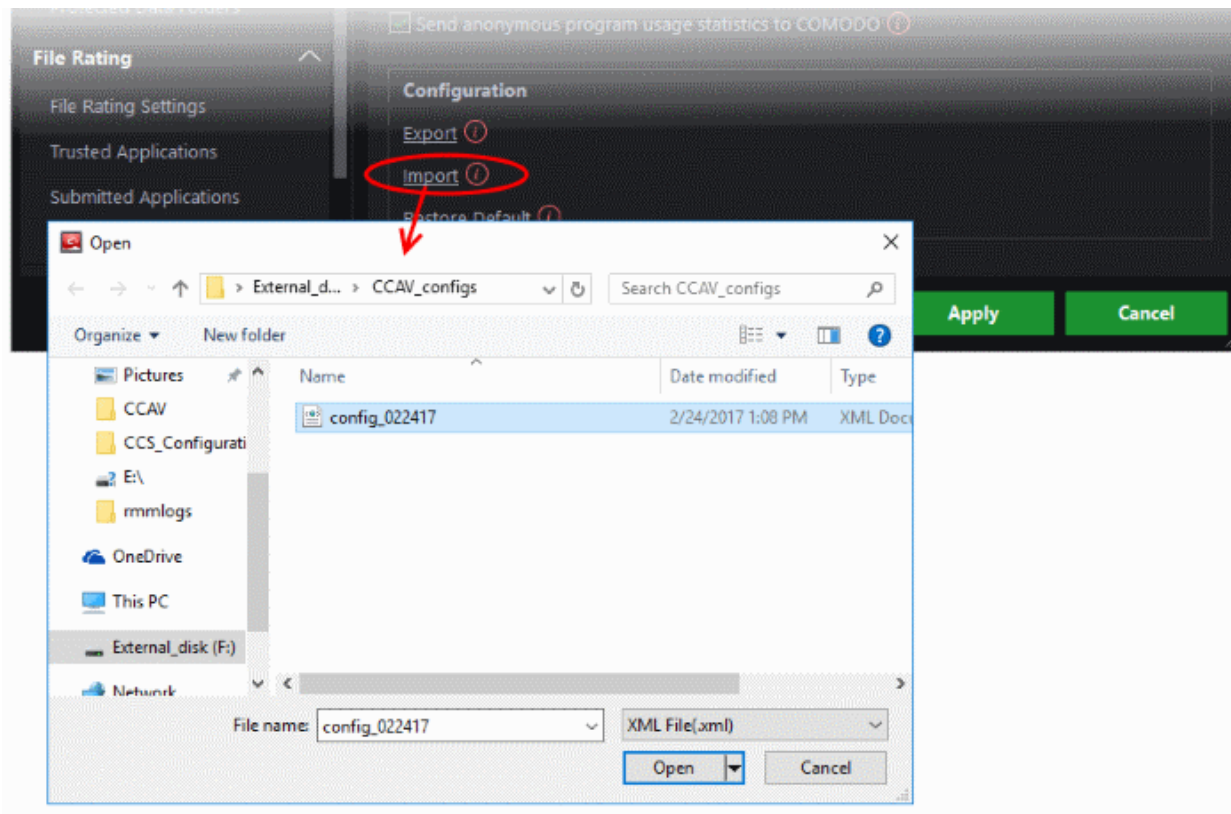 Protected Data Folders
Send anonymous program usage statistics to COMODO
File Rating
Configuration
File Rating Settings
Export
Trusted Applications
Import
Submitted Applications
Restore Default
Open
External_d... > CCAV_configs
Search CCAV_configs
Apply
Cancel
Organize
New folder
Pictures
Name
Date modified
Type
CCAV
config_022417
2/24/2017 1:08 PM
XML Docu
CCS_Configurati
E:\
rmmlogs
OneDrive
This PC
External_disk (F:)
Network
File name:
config_022417
XML File(.xml)
Open
Cancel